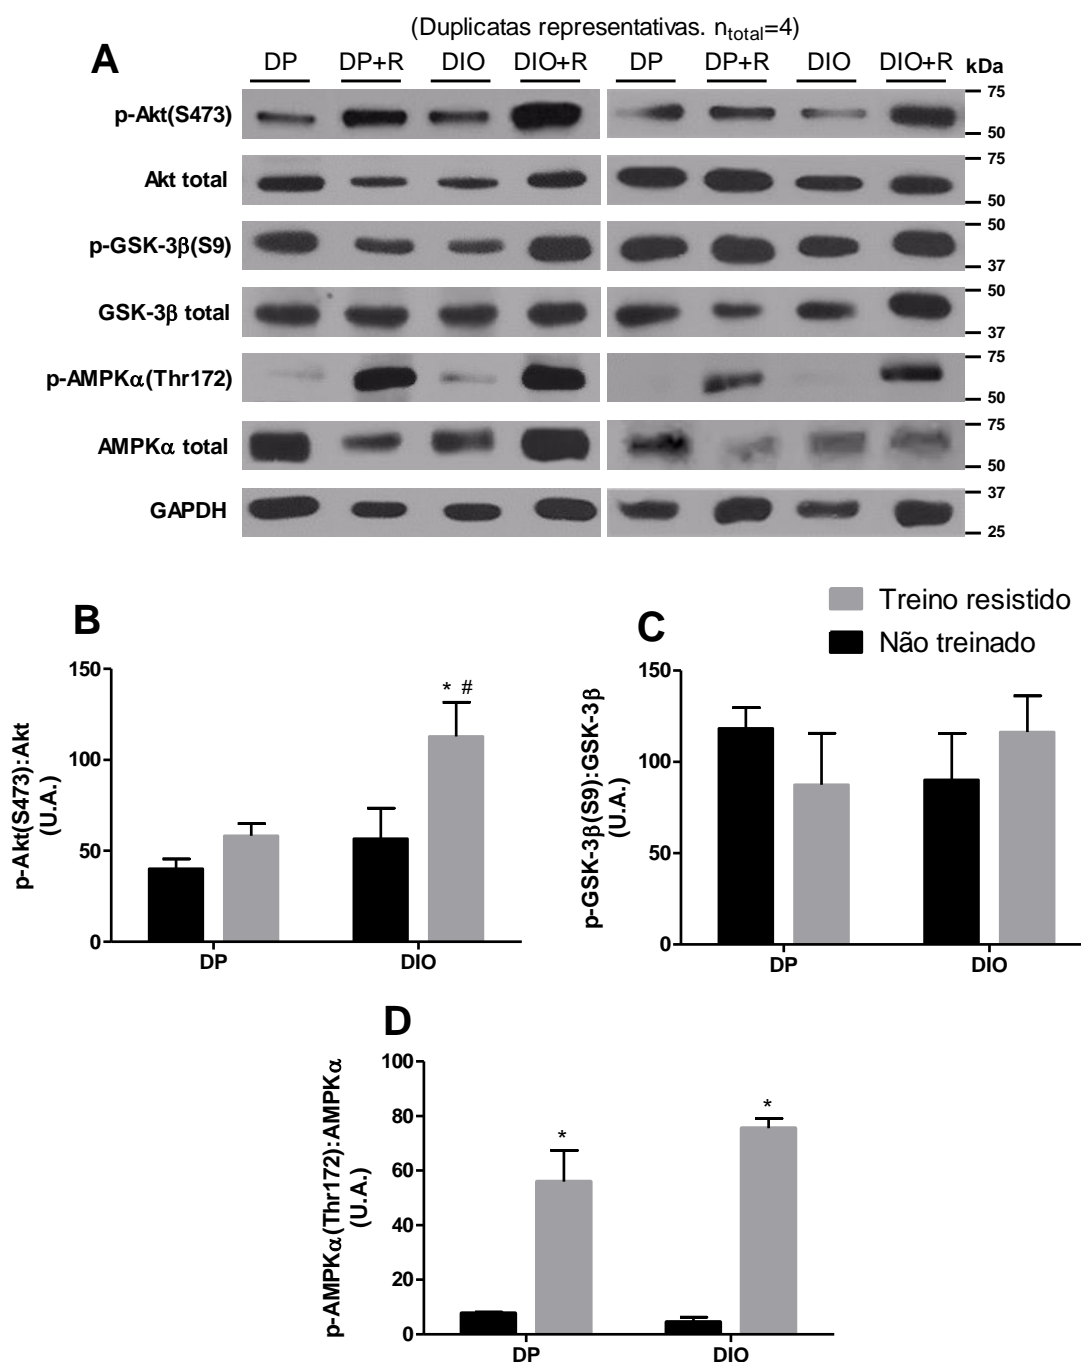 (Duplicatas representativas. ntotal=4)
A
DP DP+R DIO DIO+R DP DP+R DIO DIO+R kDa
p-Akt(S473) 75
50
Akt total 75
50
p-GSK-3β(S9) 50
37
GSK-3β total 50
37
p-AMPKα(Thr172) 75
50
AMPKα total 75
50
GAPDH 37
25
Treino resistido
Não treinado
B
p-Akt(S473):Akt
(U.A.)
150
100
50
0
* #
DP DIO
C
p-GSK-3β(S9):GSK-3β
(U.A.)
150
100
50
0
DP DIO
D
p-AMPKα(Thr172):AMPKα
(U.A.)
100
80
60
40
20
0
* *
DP DIO